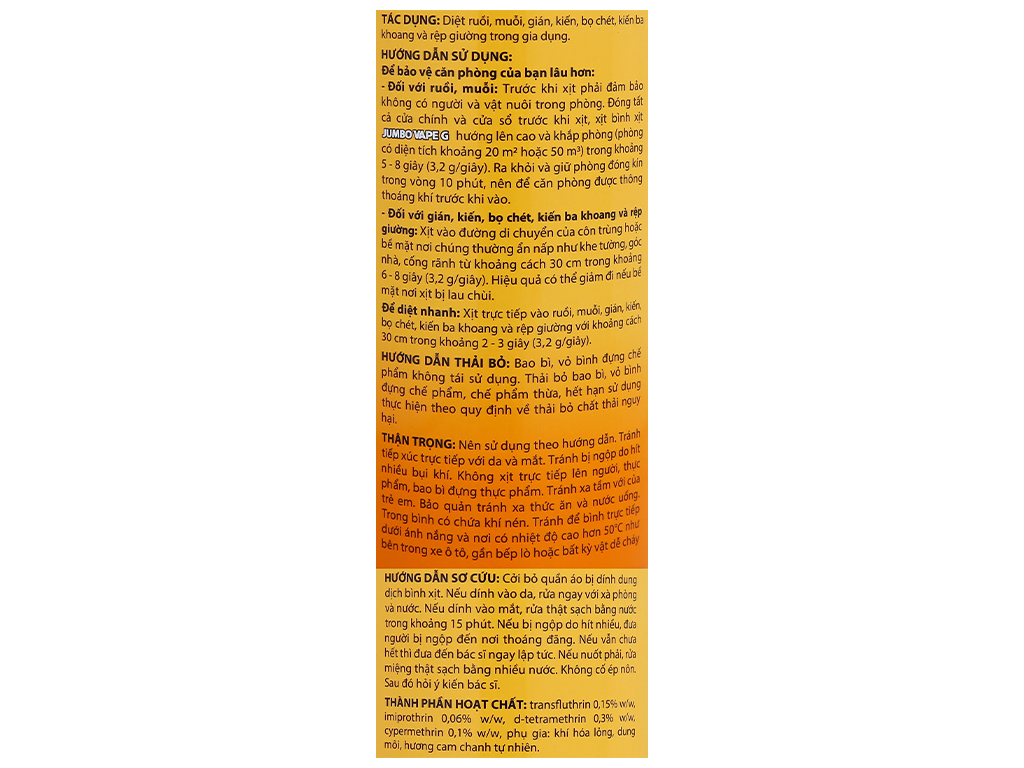 TÁC DỤNG: Diệt ruồi, muỗi, gián, kiến, bọ chét, kiến ba
khoang và rệp giường trong gia dụng.
HƯỚNG DẪN SỬ DỤNG:
Để bảo vệ căn phòng của bạn lâu hơn:
- Đối với ruồi, muỗi: Trước khi xịt phải đảm bảo
không có người và vật nuôi trong phòng. Đóng tất
cả cửa chính và cửa sổ trước khi xịt, xịt bình xịt
JUMBO VAPE G hướng lên cao và khắp phòng (phòng
có diện tích khoảng 20 m² hoặc 50 m³) trong khoảng
5 - 8 giây (3,2 g/giây). Ra khỏi và giữ phòng đóng kín
trong vòng 10 phút, nên để căn phòng được thông
thoáng khí trước khi vào.
- Đối với gián, kiến, bọ chét, kiến ba khoang và rệp
giường: Xịt vào đường di chuyển của côn trùng hoặc
bề mặt nơi chúng thường ẩn nấp như khe tường, góc
nhà, cống rãnh từ khoảng cách 30 cm trong khoảng
6 - 8 giây (3,2 g/giây). Hiệu quả có thể giảm đi nếu bề
mặt nơi xịt bị lau chùi.
Để diệt nhanh: Xịt trực tiếp vào ruồi, muỗi, gián, kiến,
bọ chét, kiến ba khoang và rệp giường với khoảng cách
30 cm trong khoảng 2 - 3 giây (3,2 g/giây).
HƯỚNG DẪN THẢI BỎ: Bao bì, vỏ bình đựng chế
phẩm không tái sử dụng. Thải bỏ bao bì, vỏ bình
đựng chế phẩm, chế phẩm thừa, hết hạn sử dụng
thực hiện theo quy định về thải bỏ chất thải nguy
hại.
THẬN TRỌNG: Nên sử dụng theo hướng dẫn. Tránh
tiếp xúc trực tiếp với da và mắt. Tránh bị ngộp do hít
nhiều bụi khí. Không xịt trực tiếp lên người, thực
phẩm, bao bì đựng thực phẩm. Tránh xa tầm với của
trẻ em. Bảo quản tránh xa thức ăn và nước uống.
Trong bình có chứa khí nén. Tránh để bình trực tiếp
dưới ánh nắng và nơi có nhiệt độ cao hơn 50°C như
bên trong xe ô tô, gần bếp lò hoặc bất kỳ vật dễ cháy
HƯỚNG DẪN SƠ CỨU: Cởi bỏ quần áo bị dính dung
dịch bình xịt. Nếu dính vào da, rửa ngay với xà phòng
và nước. Nếu dính vào mắt, rửa thật sạch bằng nước
trong khoảng 15 phút. Nếu bị ngộp do hít nhiều, đưa
người bị ngộp đến nơi thoáng đãng. Nếu vẫn chưa
hết thì đưa đến bác sĩ ngay lập tức. Nếu nuốt phải, rửa
miệng thật sạch bằng nhiều nước. Không cố ép nôn.
Sau đó hỏi ý kiến bác sĩ.
THÀNH PHẦN HOẠT CHẤT: transfluthrin 0,15% w/w,
imiprothrin 0,06% w/w, d-tetramethrin 0,3% w/w,
cypermethrin 0,1% w/w, phụ gia: khí hóa lỏng, dung
môi, hương cam chanh tự nhiên.